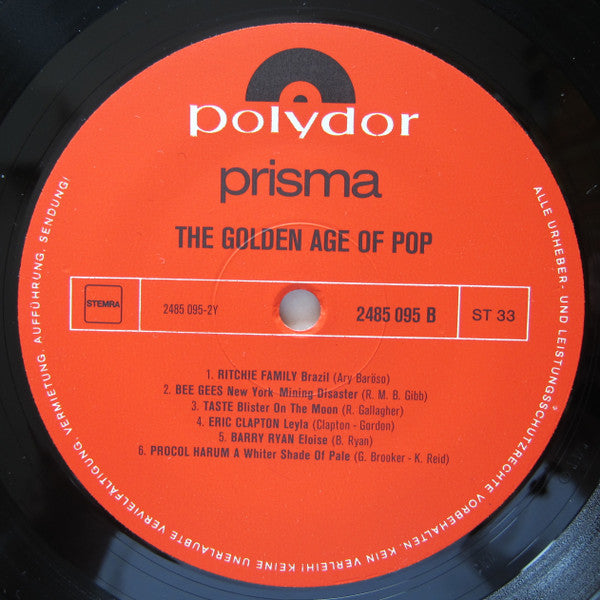 polydor
prisma
THE GOLDEN AGE OF POP
STEMRA
2485 095-2Y
2485 095 B
ST 33
1. RITCHIE FAMILY Brazil (Ary Baröso)
2. BEE GEES New York Mining Disaster (R. M. B. Gibb)
3. TASTE Blister On The Moon (R. Gallagher)
4. ERIC CLAPTON Leyla (Clapton - Gordon)
5. BARRY RYAN Eloise (B. Ryan)
6. PROCOL HARUM A Whiter Shade Of Pale (G. Brooker - K. Reid)
ALLE URHEBER- UND LEISTUNGSSCHUTZRECHTE VORBEHALTEN. KEIN VERLEIH! KEINE UNERLAUBTE VERVIELFÄLTIGUNG, VERMIETUNG, AUFFÜHRUNG, SENDUNG!